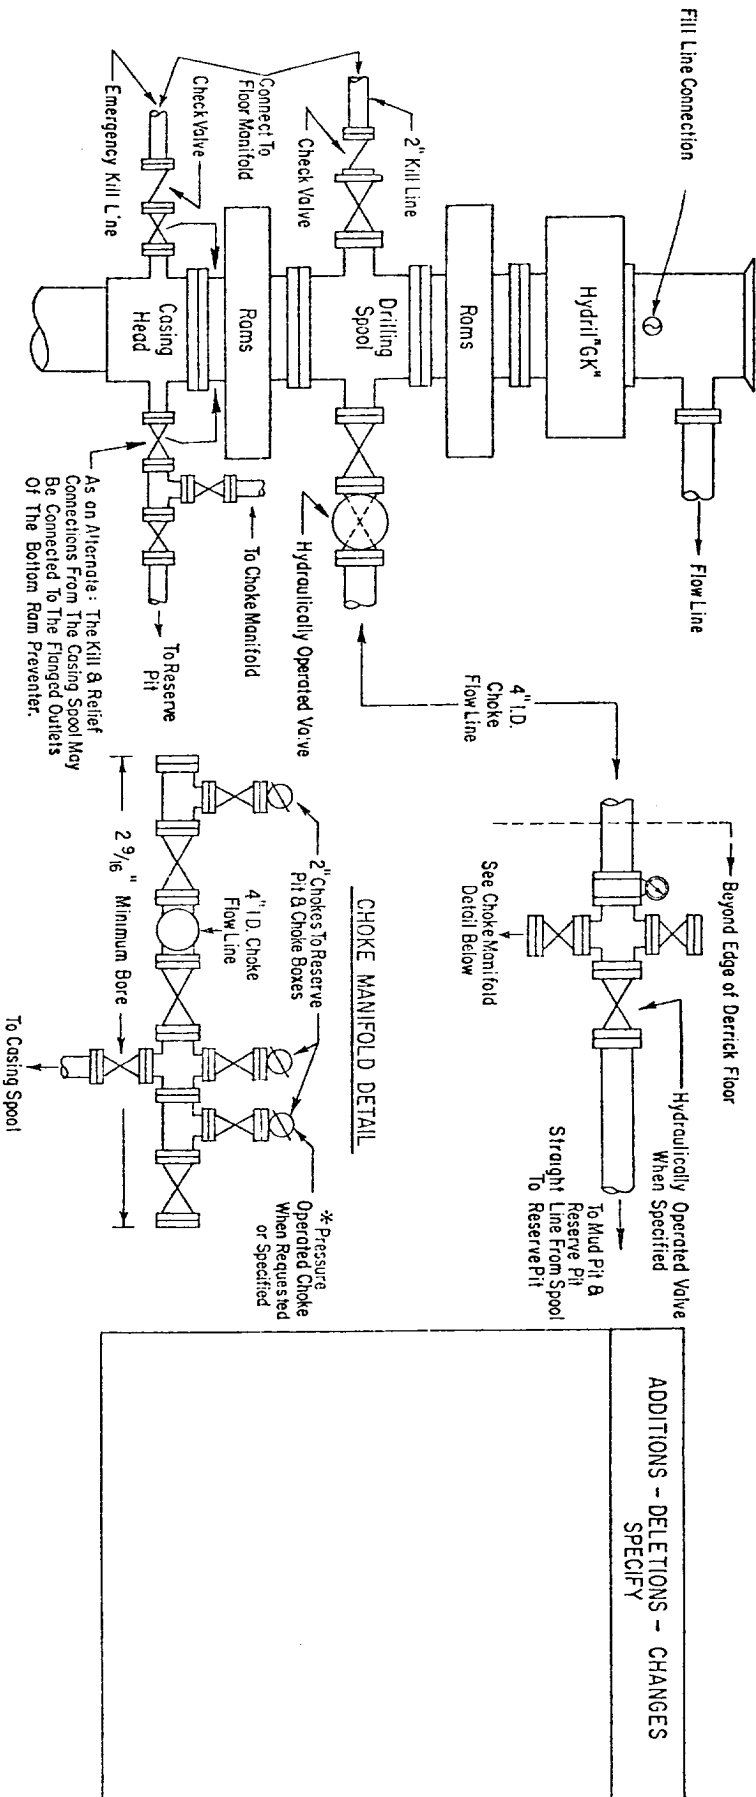 Fill Line Connection
Flow Line
Hydril "GK"
Rams
2" Kill Line
Check Valve
Drilling
Spool
Hydraulically Operated Valve
Connect To
Floor Manifold
Rams
Check Valve
Emergency Kill Line
Casing
Head
To Choke Manifold
To Reserve
Pit
As an Alternate: The Kill & Relief
Connections From The Casing Spool May
Be Connected To The Flanged Outlets
Of The Bottom Ram Preventer.
4" I.D.
Choke
Flow Line
Beyond Edge of Derrick Floor
See Choke Manifold
Detail Below
Hydraulically Operated Valve
When Specified
To Mud Pit &
Reserve Pit
Straight Line From Spool
To Reserve Pit
CHOKE MANIFOLD DETAIL
2" Chokes To Reserve
Pit & Choke Boxes
4" I.D. Choke
Flow Line
*Pressure
Operated Choke
When Requested
or Specified
2 9/16" Minimum Bore
To Casing Spool
ADDITIONS - DELETIONS - CHANGES
SPECIFY